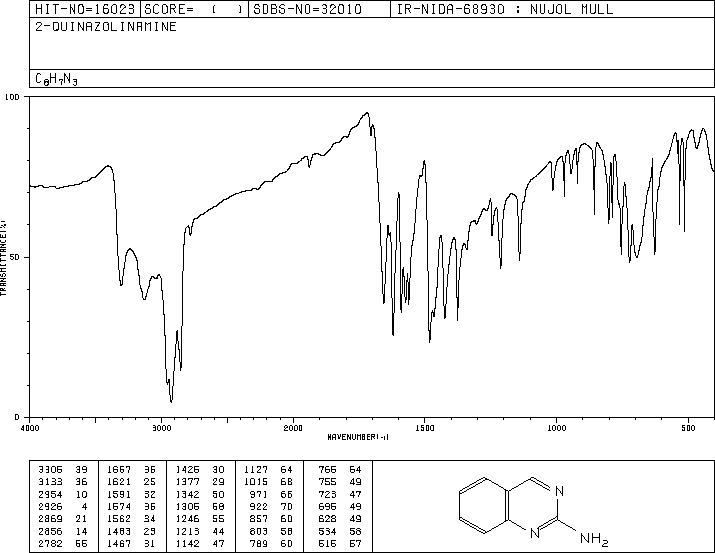 HIT-NO=16023 SCORE= ( ) SDBS-NO=32010 IR-NIDA-68930 : NUJOL MULL
2-QUINAZOLINAMINE
C8H7N3
100
50
0
TRANSMITTANCE(%)
4000 3000 2000 1500 1000 500
WAVENUMBER(-1)
3305 39 1667 36 1426 30 1127 64 766 64
3133 36 1621 25 1377 29 1015 68 755 49
2954 10 1591 32 1342 50 971 66 723 47
2926 4 1574 36 1306 68 922 70 696 49
2869 21 1562 34 1246 55 857 60 628 49
2856 14 1483 23 1213 44 803 58 534 58
2782 55 1467 31 1142 47 789 60 516 57
N
N
NH2